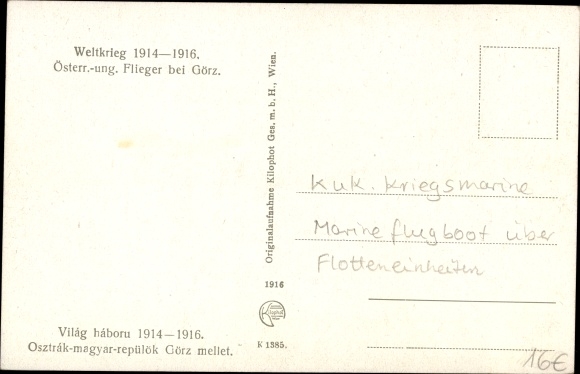 Weltkrieg 1914—1916.
Österr.-ung. Flieger bei Görz.
Világ háboru 1914—1916.
Osztrák-magyar-repülök Görz mellet.
Originalaufnahme Kilophot Ges. m. b. H., Wien.
1916
K 1385.
KuK. Kriegsmarine
Marineflugboot über
Flotteneinheiten
16€